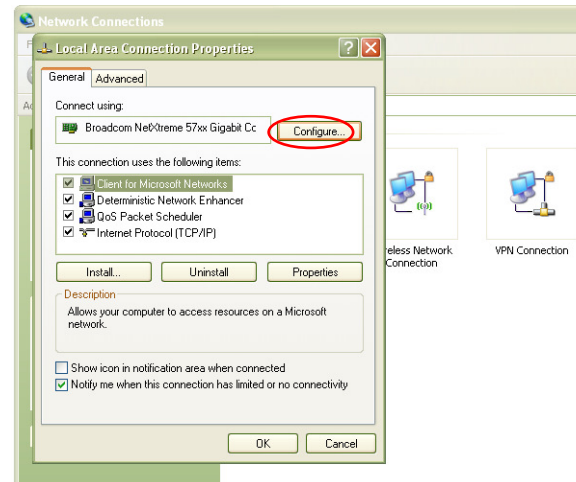 Network Connections
Local Area Connection Properties
General
Advanced
Connect using:
Broadcom NetXtreme 57xx Gigabit Cc
Configure...
This connection uses the following items:
Client for Microsoft Networks
Deterministic Network Enhancer
QoS Packet Scheduler
Internet Protocol (TCP/IP)
Install...
Uninstall
Properties
Description
Allows your computer to access resources on a Microsoft
network.
Show icon in notification area when connected
Notify me when this connection has limited or no connectivity
OK
Cancel
reless Network
Connection
VPN Connection